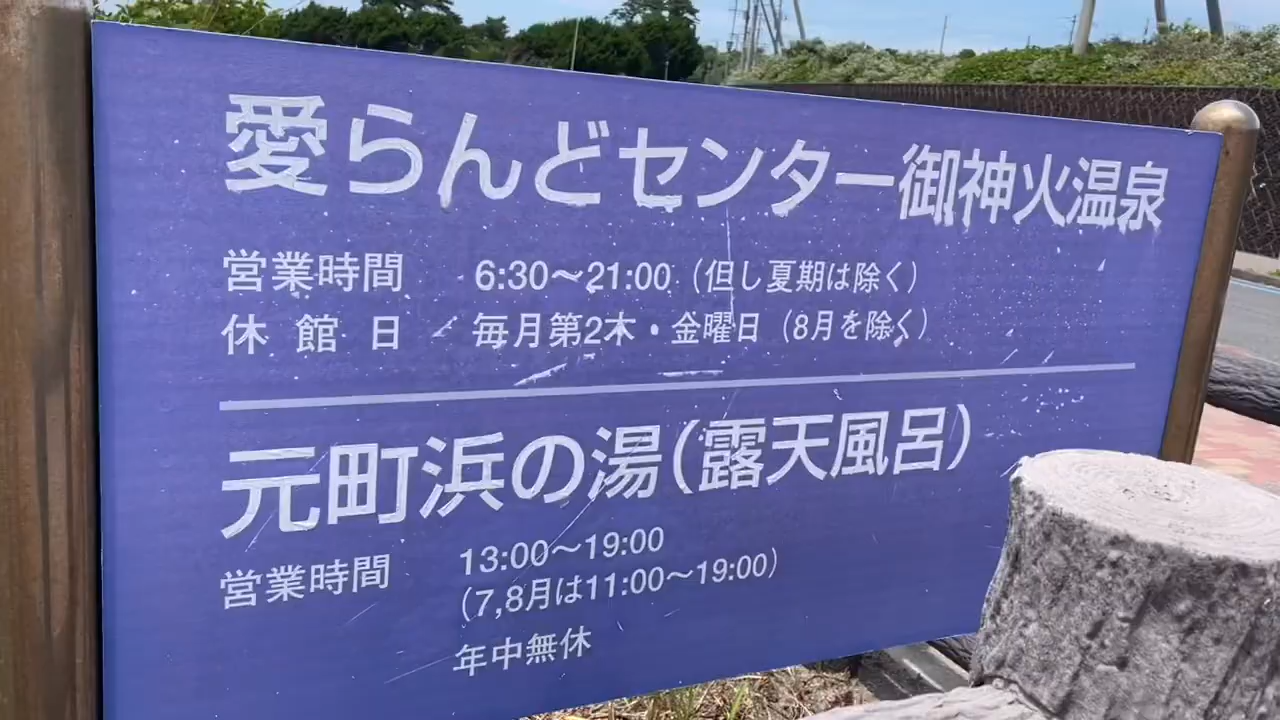 愛らんどセンター御神火温泉
営業時間 6:30〜21:00（但し夏期は除く）
休館日 毎月第2木・金曜日（8月を除く）
元町浜の湯（露天風呂）
営業時間 13:00〜19:00
（7,8月は11:00〜19:00）
年中無休